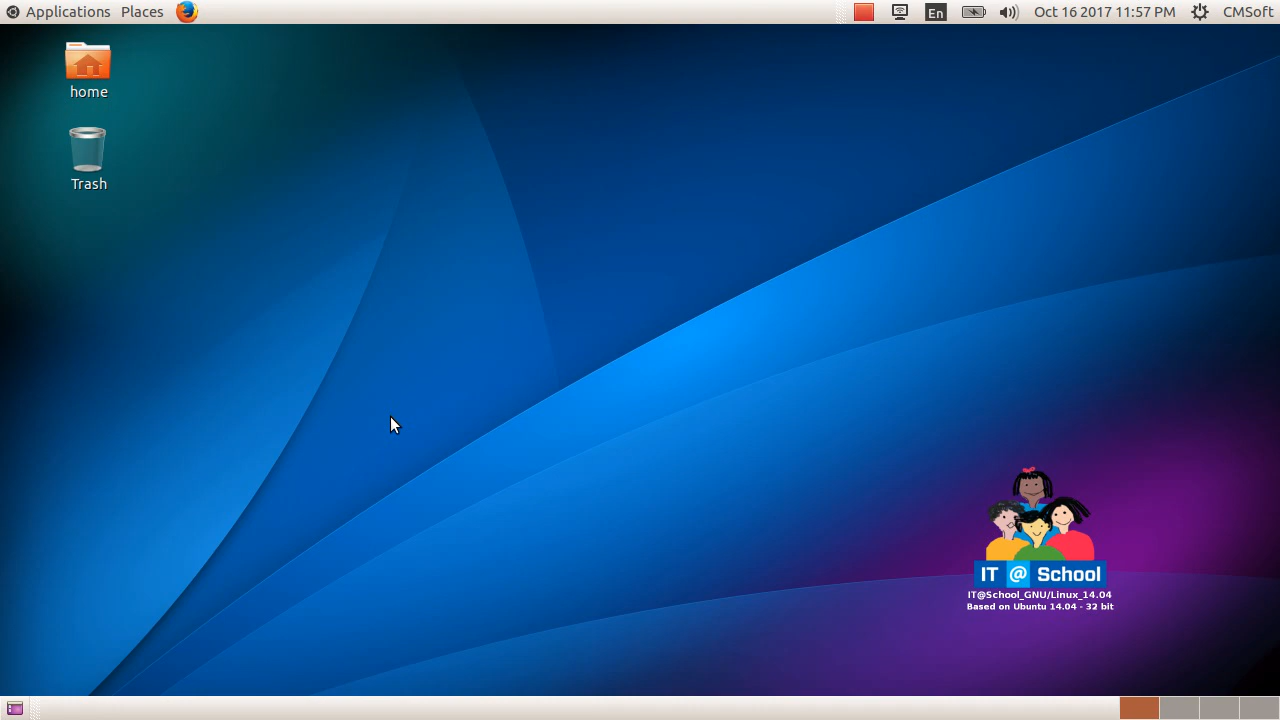 Applications Places En Oct 16 2017 11:57 PM CMSoft
home
Trash
IT @ School
IT@School_GNU/Linux_14.04
Based on Ubuntu 14.04 - 32 bit